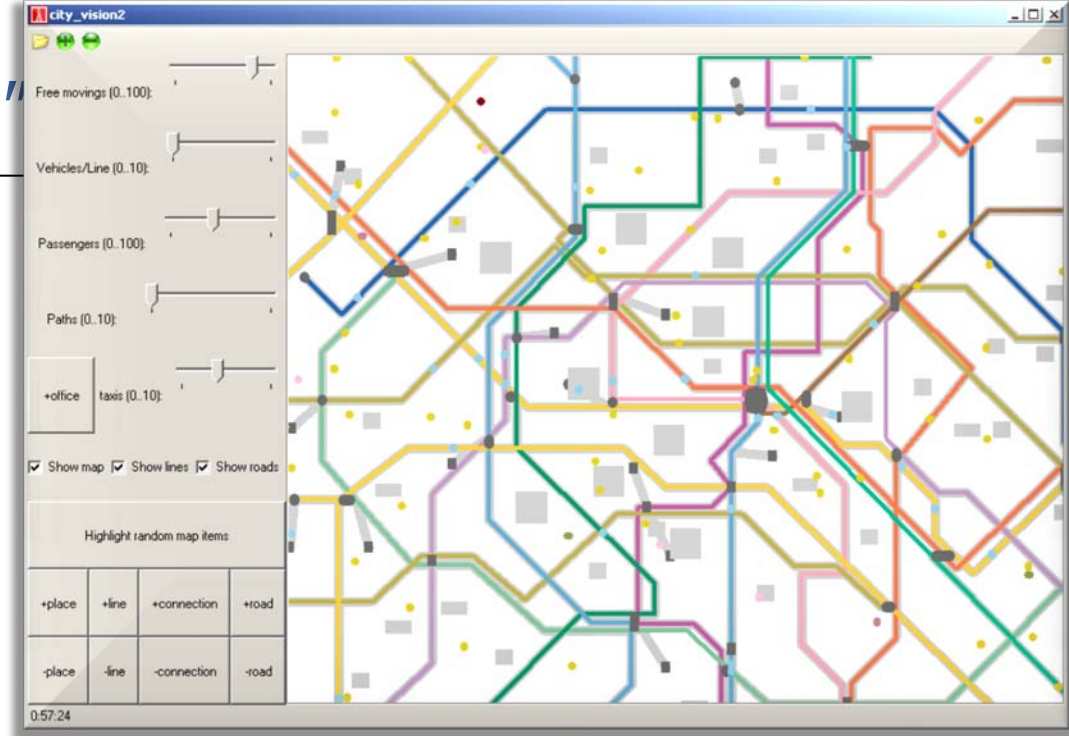 city_vision2
"
Free movings (0..100):
Vehicles/Line (0..10):
Passengers (0..100):
Paths (0..10):
+office taxis (0..10):
Show map Show lines Show roads
Highlight random map items
+place +line +connection +road
-place -line -connection -road
0:57:24